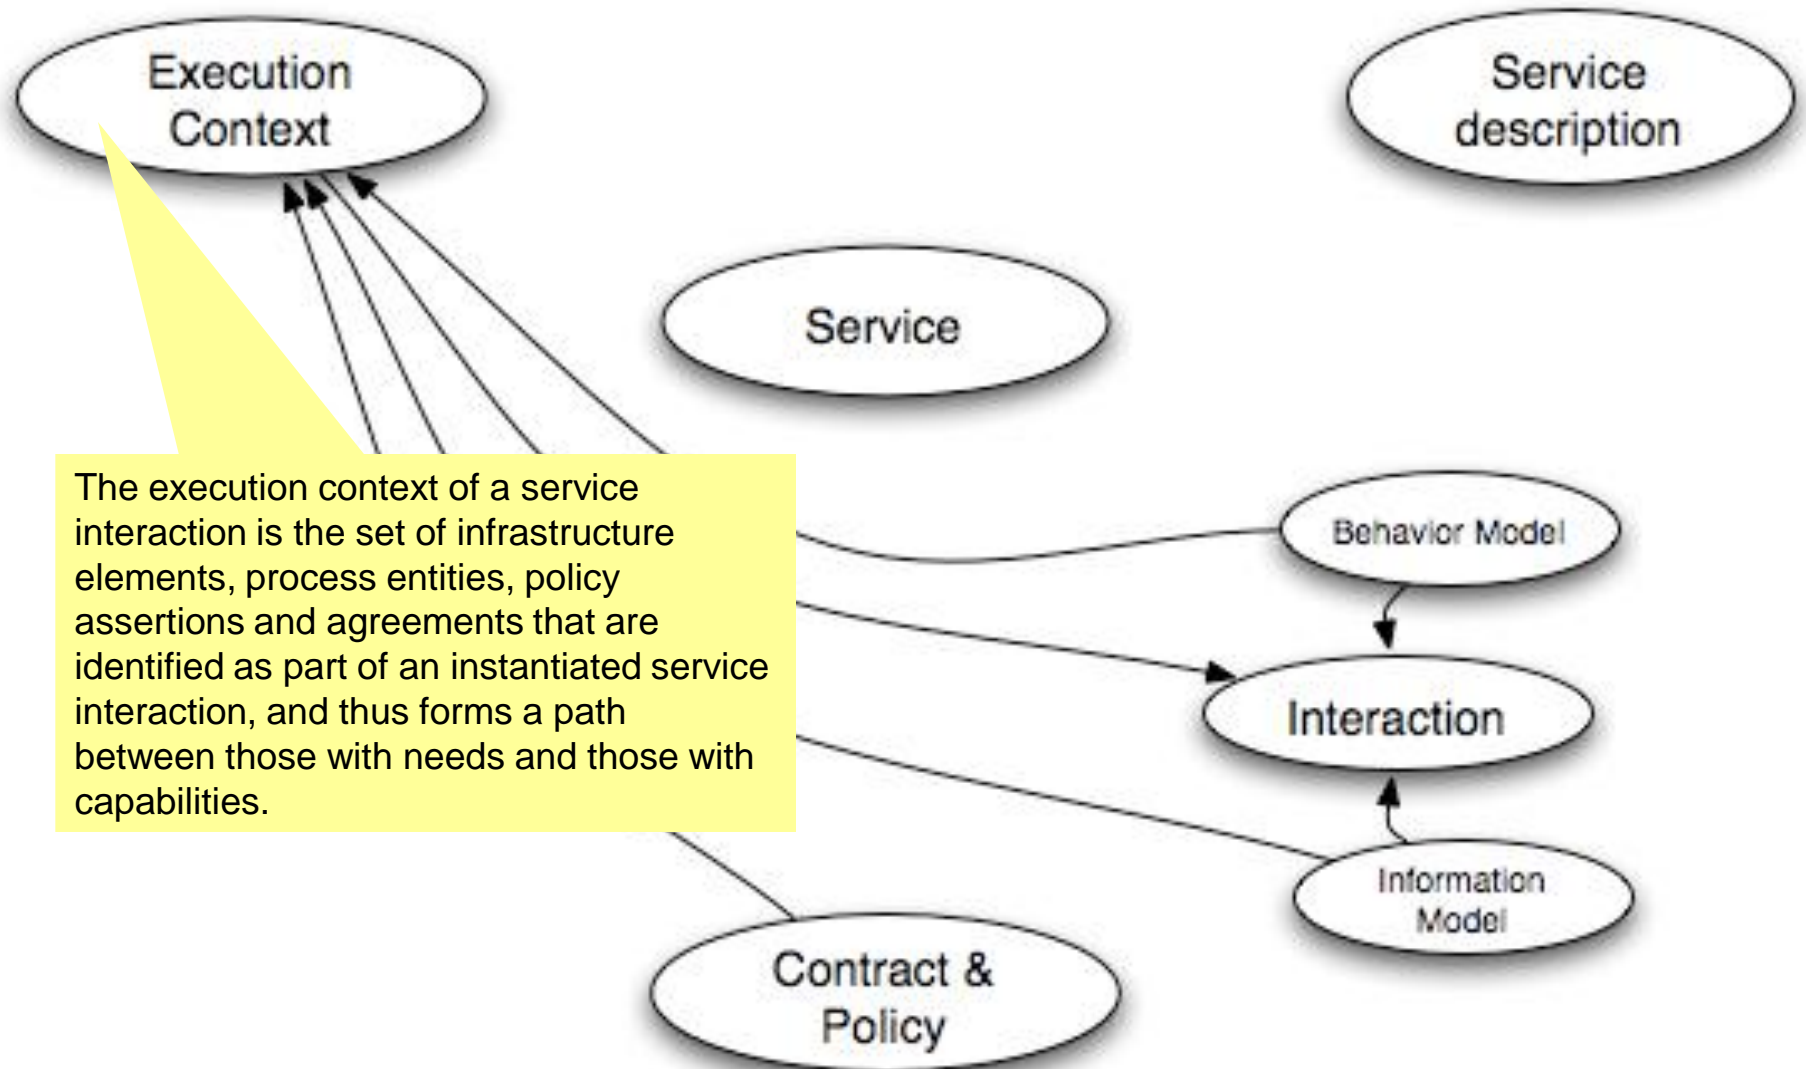 Execution
Context
Service
description
Service
The execution context of a service
interaction is the set of infrastructure
elements, process entities, policy
assertions and agreements that are
identified as part of an instantiated service
interaction, and thus forms a path
between those with needs and those with
capabilities.
Behavior Model
Interaction
Information
Model
Contract &
Policy